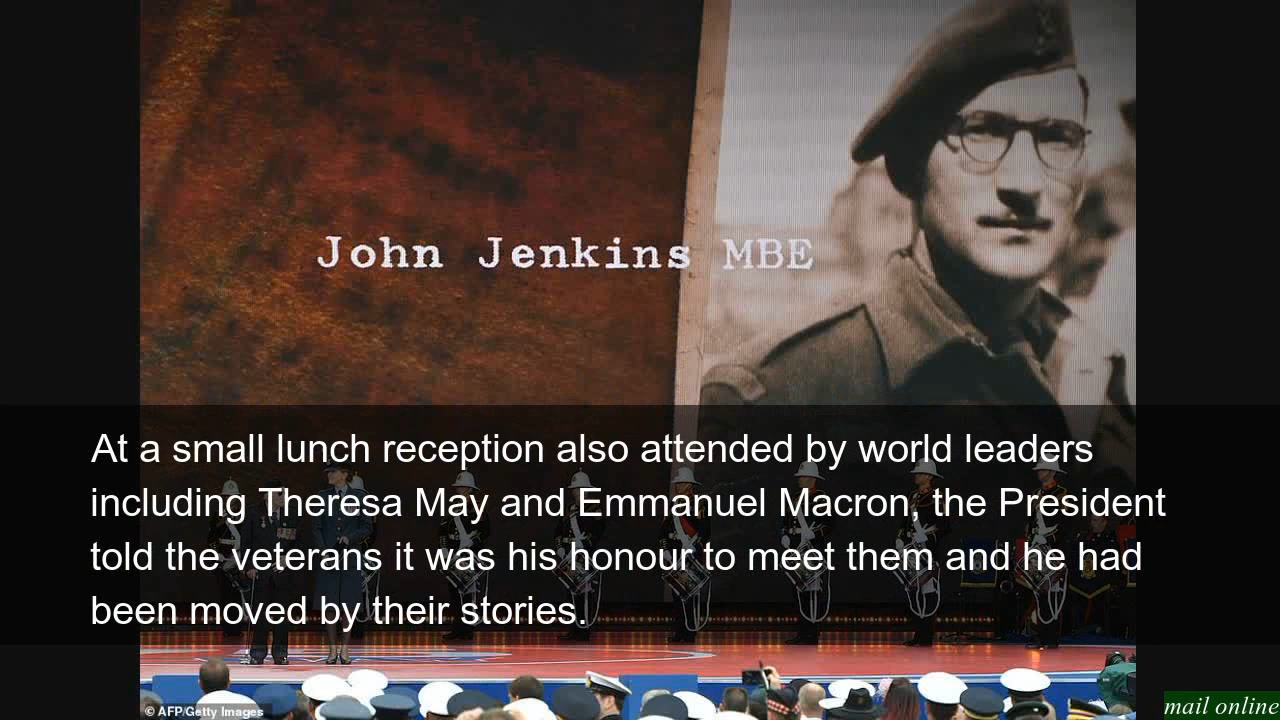 John Jenkins MBE
At a small lunch reception also attended by world leaders
including Theresa May and Emmanuel Macron, the President
told the veterans it was his honour to meet them and he had
been moved by their stories.
© AFP/Getty Images
mail online